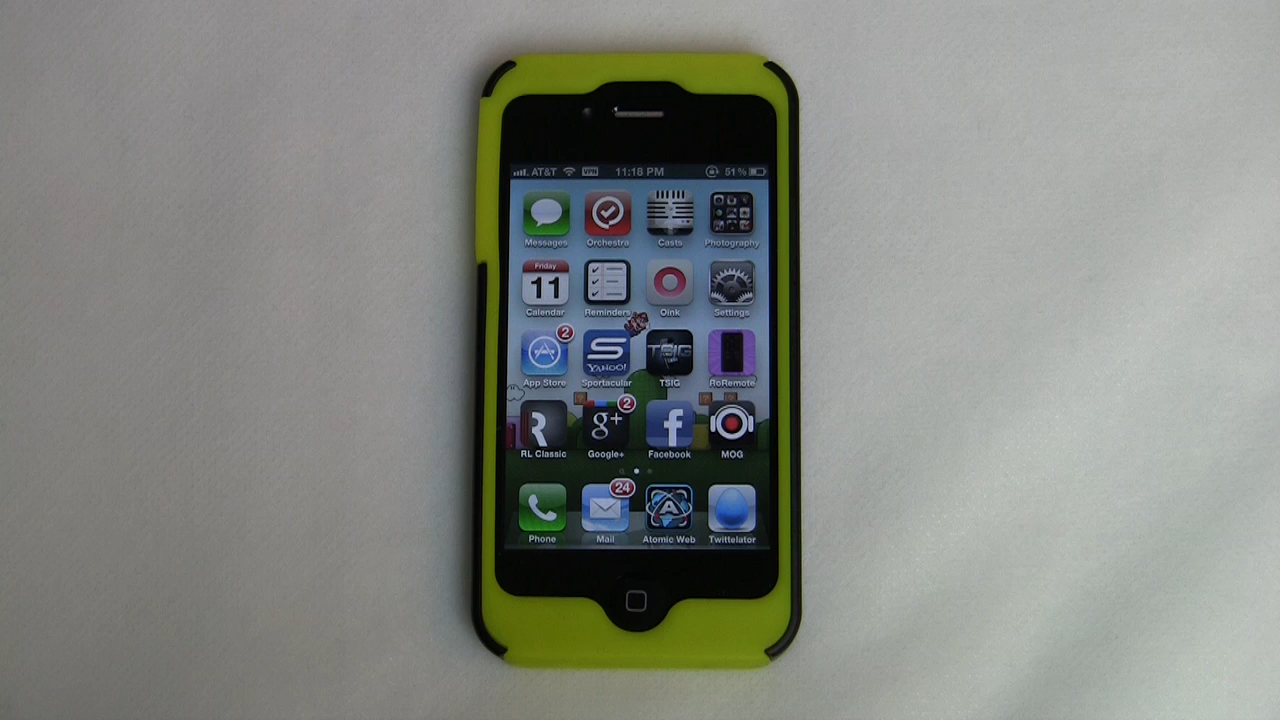 AT&T VPN 11:18 PM 51%
Messages Orchestra Casts Photography
Friday
11
Calendar Reminders Oink Settings
2
YAHOO! TSIG
App Store Sportacular TSIG RoRemote
R g+ 2 f
RL Classic Google+ Facebook MOG
24
A
Phone Mail Atomic Web Twittelator